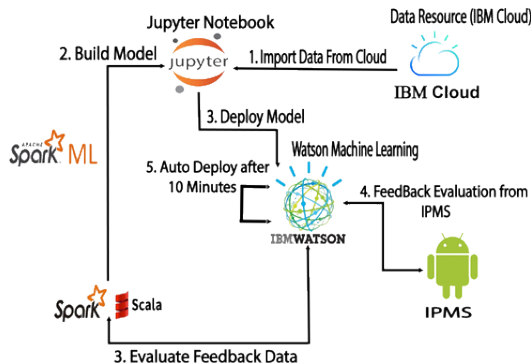 Jupyter Notebook
Data Resource (IBM Cloud)
2. Build Model
jupyter
1. Import Data From Cloud
IBM Cloud
3. Deploy Model
APACHE
Spark ML
Watson Machine Learning
5. Auto Deploy after
10 Minutes
4. FeedBack Evaluation from
IPMS
IBMWATSON
Spark
Scala
IPMS
3. Evaluate Feedback Data